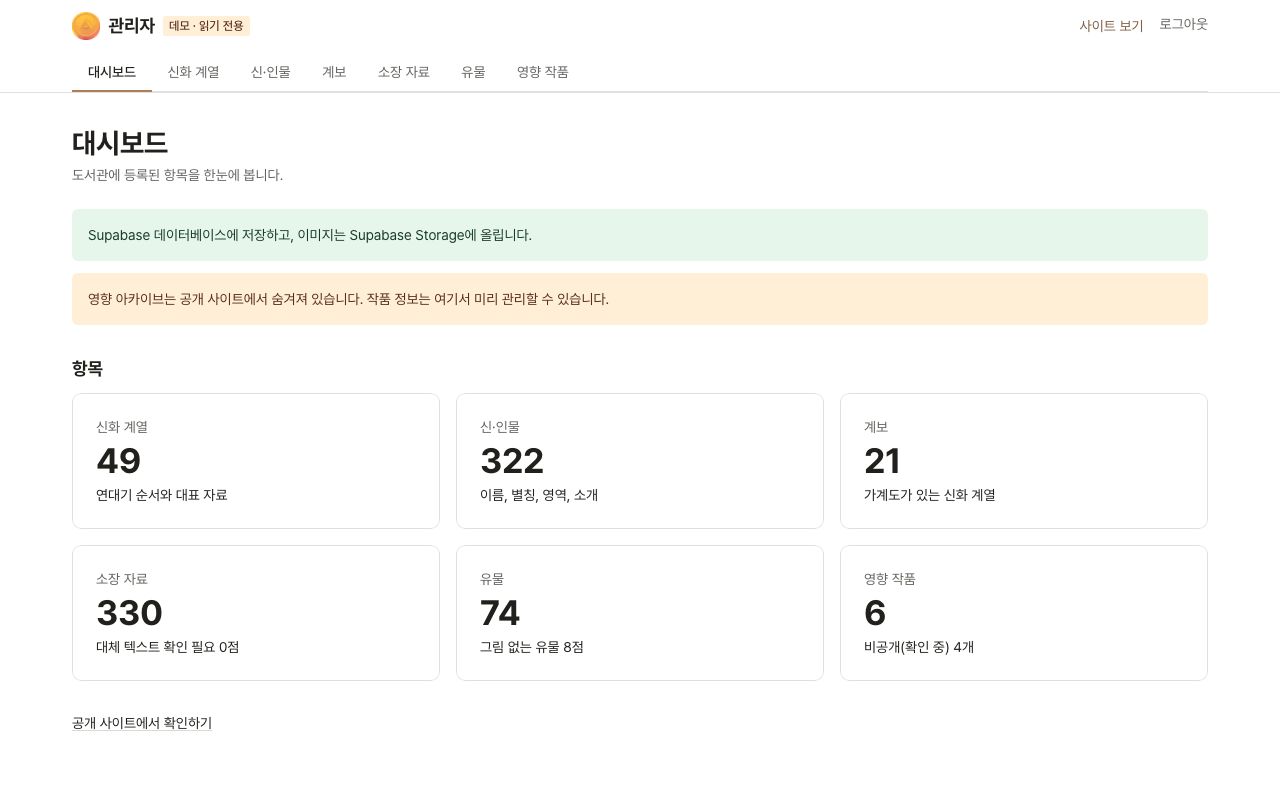 관리자 데모 · 읽기 전용 사이트 보기 로그아웃
대시보드 신화 계열 신·인물 계보 소장 자료 유물 영향 작품
대시보드
도서관에 등록된 항목을 한눈에 봅니다.
Supabase 데이터베이스에 저장하고, 이미지는 Supabase Storage에 올립니다.
영향 아카이브는 공개 사이트에서 숨겨져 있습니다. 작품 정보는 여기서 미리 관리할 수 있습니다.
항목
신화 계열
49
연대기 순서와 대표 자료
신·인물
322
이름, 별칭, 영역, 소개
계보
21
가계도가 있는 신화 계열
소장 자료
330
대체 텍스트 확인 필요 0점
유물
74
그림 없는 유물 8점
영향 작품
6
비공개(확인 중) 4개
공개 사이트에서 확인하기